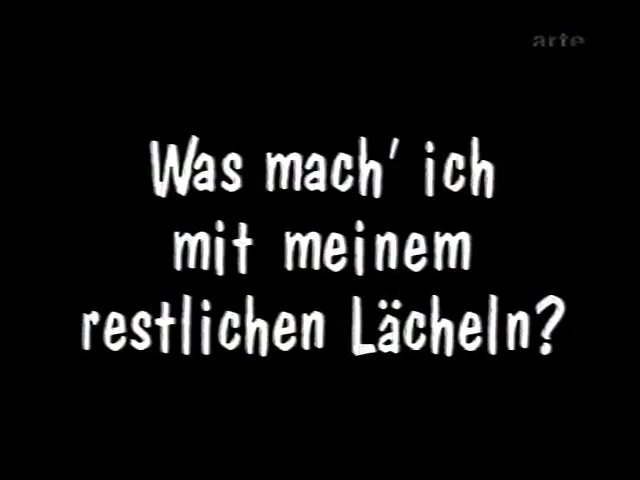 arte
Was mach' ich
mit meinem
restlichen Lächeln?